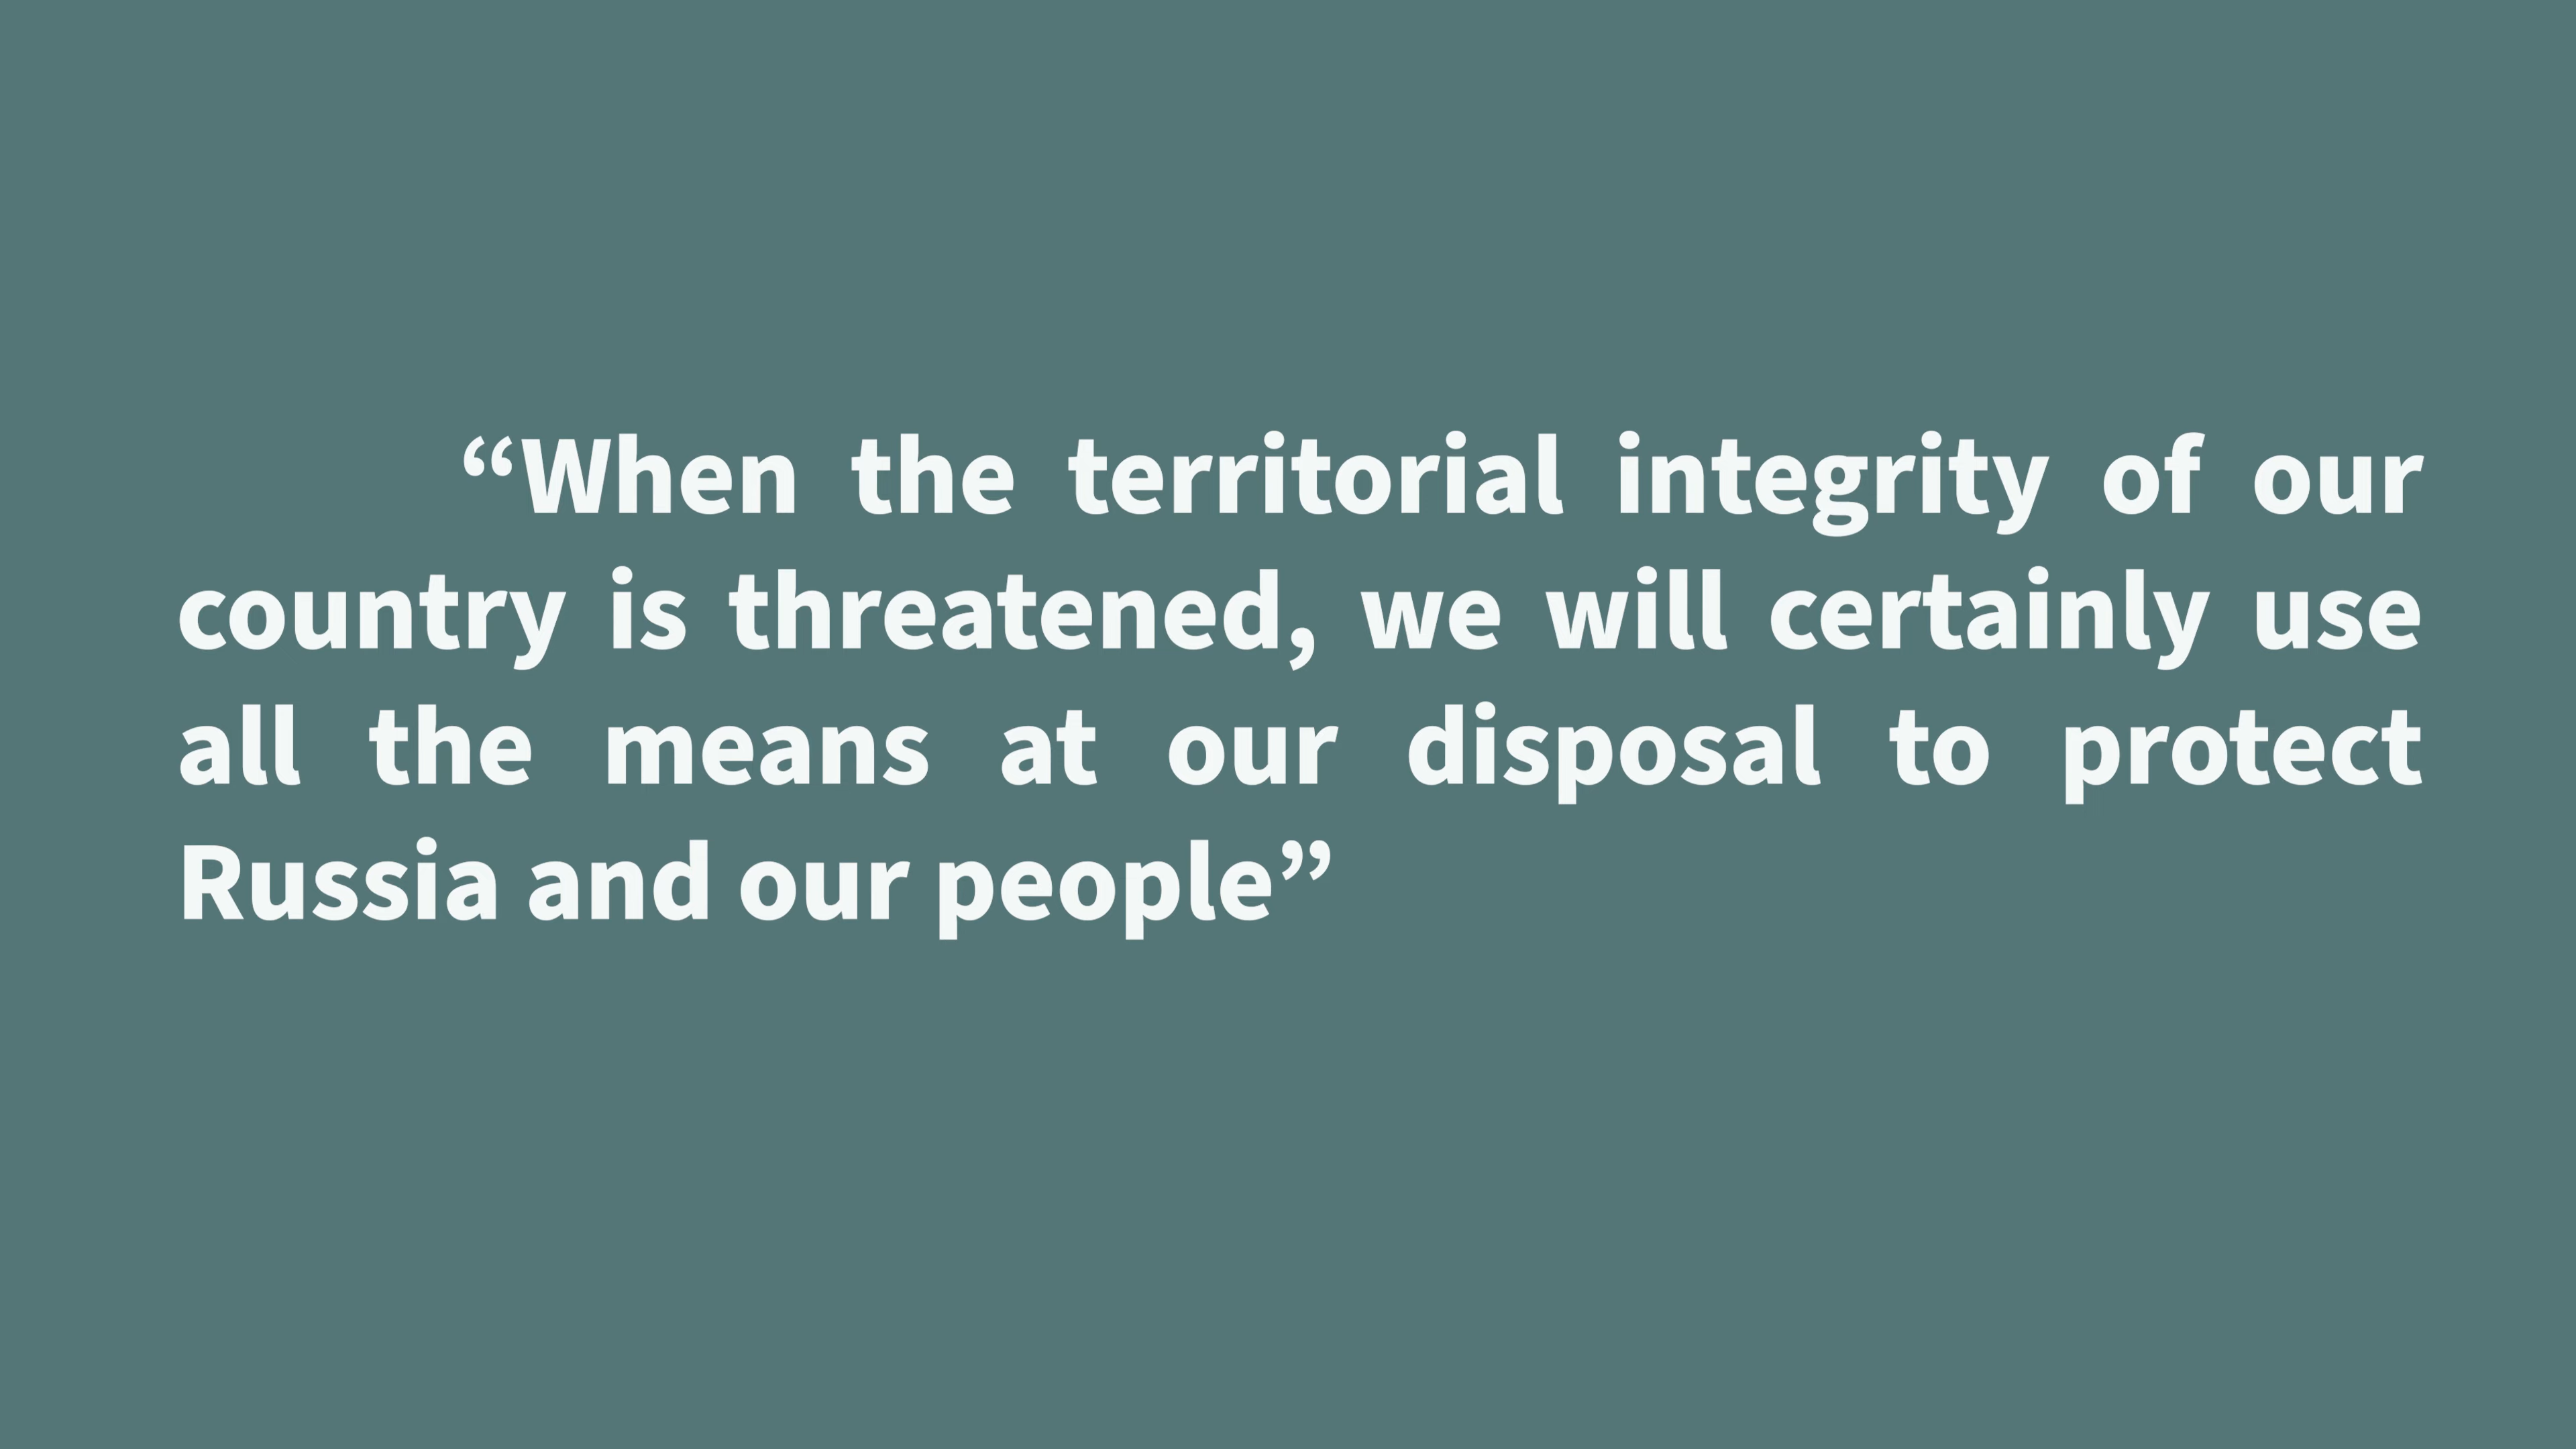 “When the territorial integrity of our
country is threatened, we will certainly use
all the means at our disposal to protect
Russia and our people”